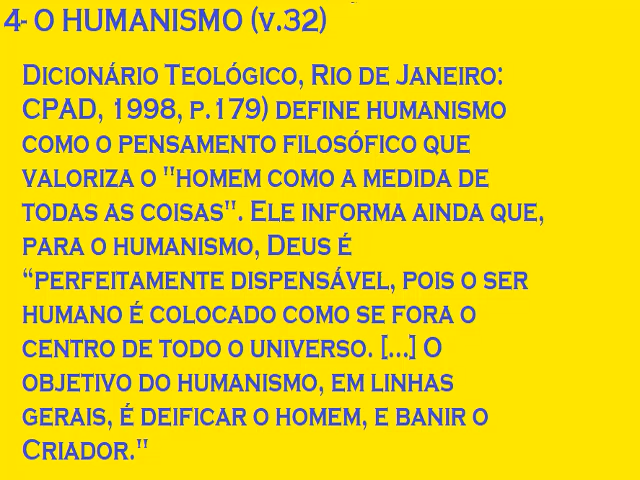 4- O HUMANISMO (v.32)
DICIONÁRIO TEOLÓGICO, RIO DE JANEIRO:
CPAD, 1998, P.179) DEFINE HUMANISMO
COMO O PENSAMENTO FILOSÓFICO QUE
VALORIZA O "HOMEM COMO A MEDIDA DE
TODAS AS COISAS". ELE INFORMA AINDA QUE,
PARA O HUMANISMO, DEUS É
“PERFEITAMENTE DISPENSÁVEL, POIS O SER
HUMANO É COLOCADO COMO SE FORA O
CENTRO DE TODO O UNIVERSO. [...] O
OBJETIVO DO HUMANISMO, EM LINHAS
GERAIS, É DEIFICAR O HOMEM, E BANIR O
CRIADOR."